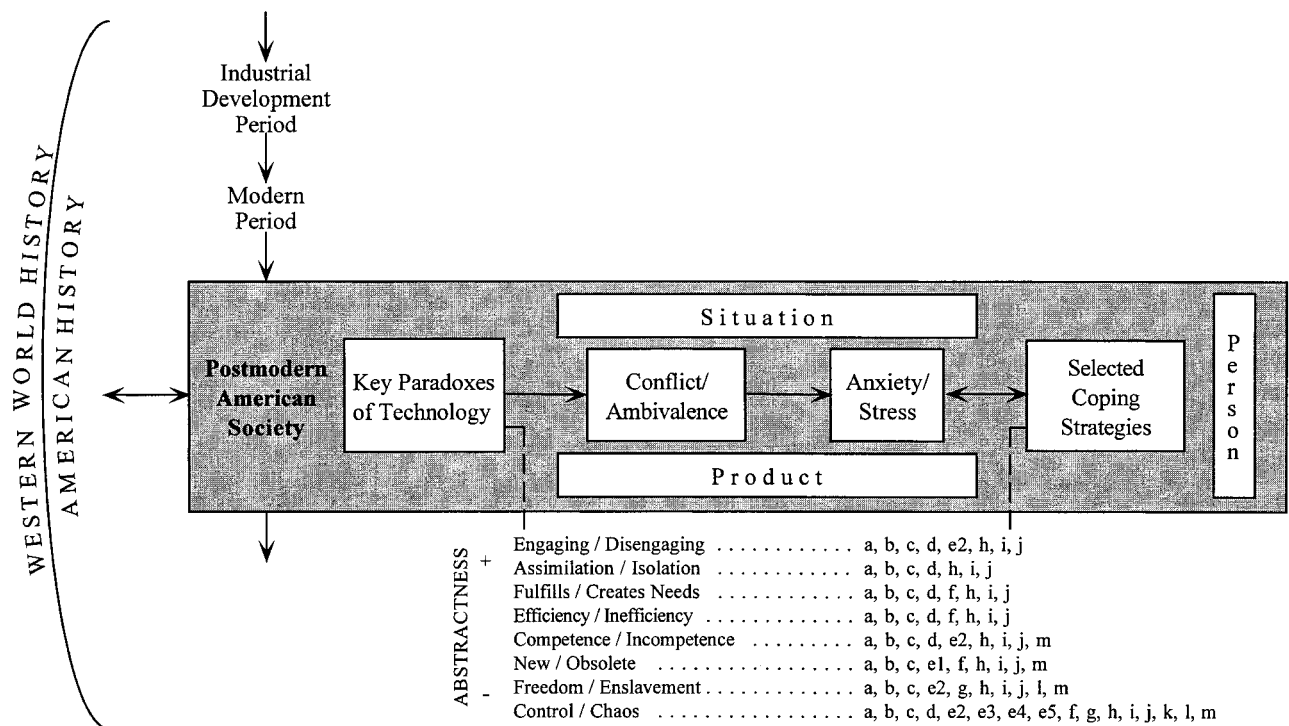 WESTERN WORLD HISTORY
AMERICAN HISTORY
Industrial
Development
Period
Modern
Period
Postmodern
American
Society
Key Paradoxes
of Technology
Situation
Conflict/
Ambivalence
Anxiety/
Stress
Product
Selected
Coping
Strategies
Person
ABSTRACTNESS
+
-
Engaging / Disengaging . . . . . . . . . . . . . a, b, c, d, e2, h, i, j
Assimilation / Isolation . . . . . . . . . . . . . a, b, c, d, h, i, j
Fulfills / Creates Needs . . . . . . . . . . . . . a, b, c, d, f, h, i, j
Efficiency / Inefficiency . . . . . . . . . . . . . a, b, c, d, f, h, i, j
Competence / Incompetence . . . . . . . . . . a, b, c, d, e2, h, i, j, m
New / Obsolete . . . . . . . . . . . . . . . . . a, b, c, e1, f, h, i, j, m
Freedom / Enslavement . . . . . . . . . . . . . a, b, c, e2, g, h, i, j, l, m
Control / Chaos . . . . . . . . . . . . . . . . . a, b, c, d, e2, e3, e4, e5, f, g, h, i, j, k, l, m